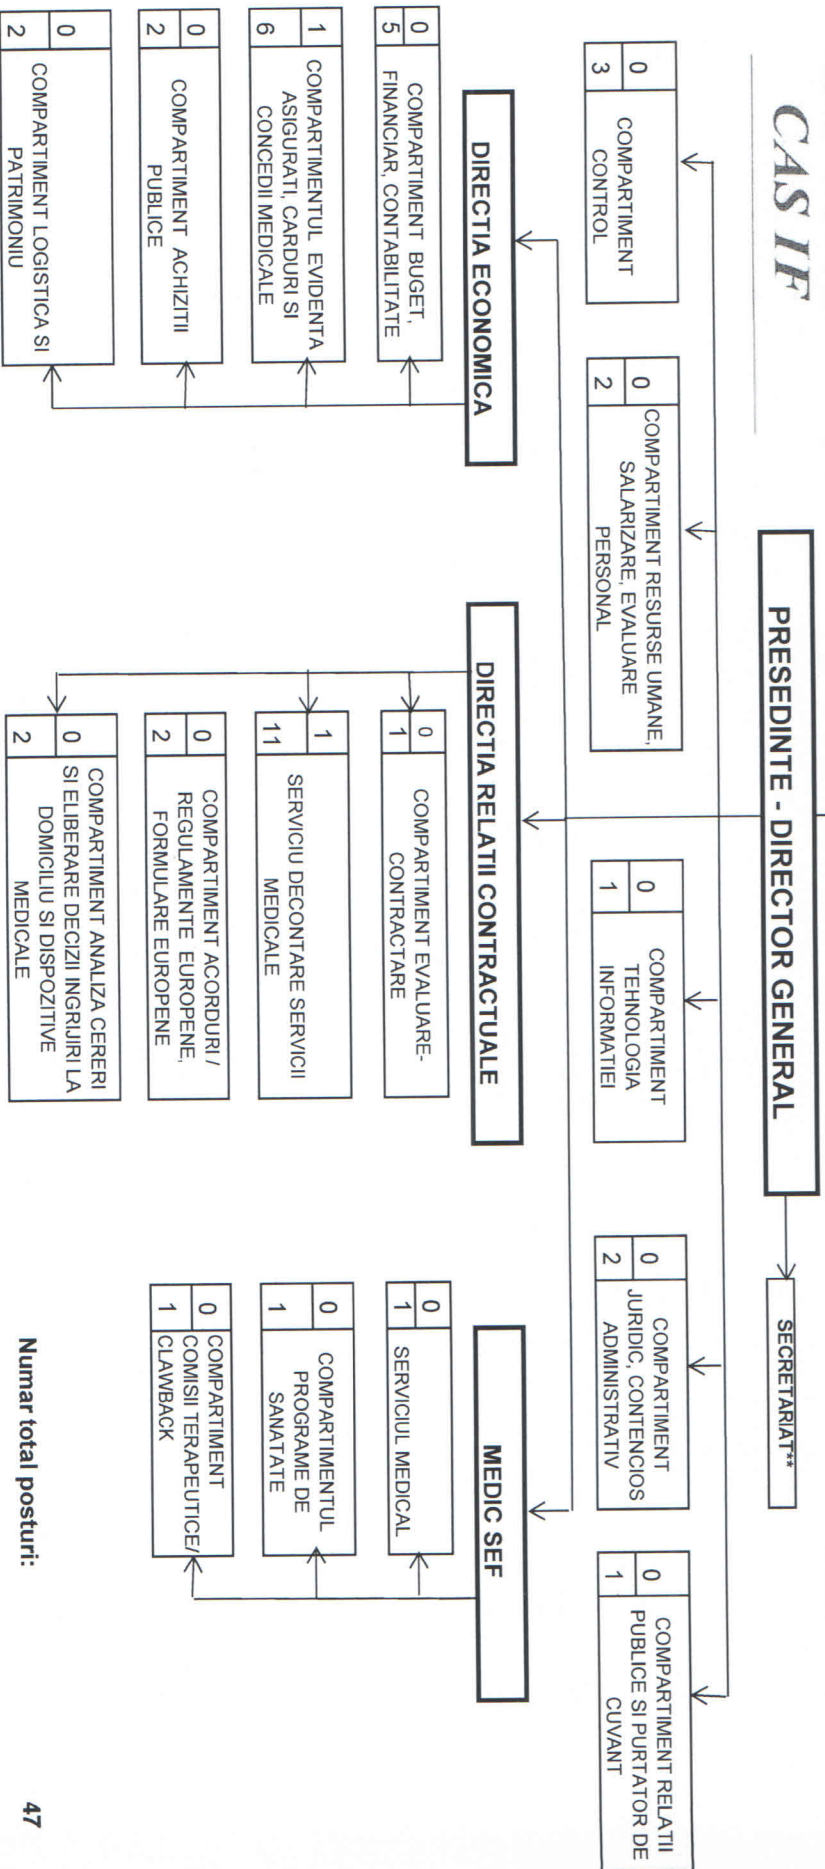 CAS IF
PRESEDINTE - DIRECTOR GENERAL
SECRETARIAT**
0
3
COMPARTIMENT
CONTROL
0
2
COMPARTIMENT RESURSE UMANE,
SALARIZARE, EVALUARE
PERSONAL
0
1
COMPARTIMENT
TEHNOLOGIA
INFORMATIEI
0
2
COMPARTIMENT
JURIDIC, CONTENCIOS
ADMINISTRATIV
0
1
COMPARTIMENT RELATII
PUBLICE SI PURTATOR DE
CUVANT
DIRECTIA ECONOMICA
0
5
COMPARTIMENT BUGET,
FINANCIAR, CONTABILITATE
1
6
COMPARTIMENTUL EVIDENTA
ASIGURATI, CARDURI SI
CONCEDII MEDICALE
0
2
COMPARTIMENT ACHIZITII
PUBLICE
0
2
COMPARTIMENT LOGISTICA SI
PATRIMONIU
DIRECTIA RELATII CONTRACTUALE
0
1
COMPARTIMENT EVALUARE-
CONTRACTARE
1
11
SERVICIU DECONTARE SERVICII
MEDICALE
0
2
COMPARTIMENT ACORDURI /
REGULAMENTE EUROPENE,
FORMULARE EUROPENE
0
2
COMPARTIMENT ANALIZA CERERI
SI ELIBERARE DECIZII INGRIJIRI LA
DOMICILIU SI DISPOZITIVE
MEDICALE
MEDIC SEF
0
1
SERVICIUL MEDICAL
0
1
COMPARTIMENTUL
PROGRAME DE
SANATATE
0
1
COMPARTIMENT
COMISII TERAPEUTICE/
CLAWBACK
Numar total posturi: 47